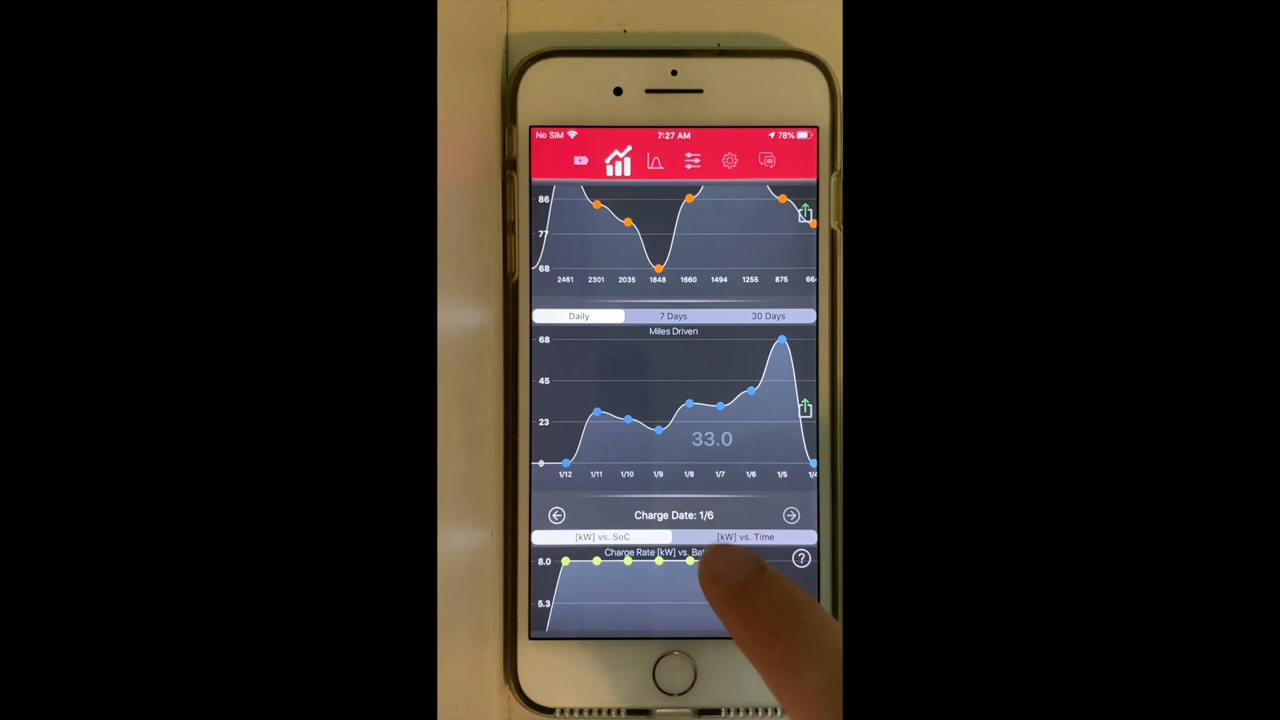 No SIM 7:27 AM 78%
86
77
68
2461 2301 2035 1848 1660 1494 1255 875 664
Daily 7 Days 30 Days
Miles Driven
68
45
23
33.0
0
1/12 1/11 1/10 1/9 1/8 1/7 1/6 1/5 1/4
Charge Date: 1/6
[kW] vs. SoC [kW] vs. Time
Charge Rate [kW] vs.
?
8.0
5.3